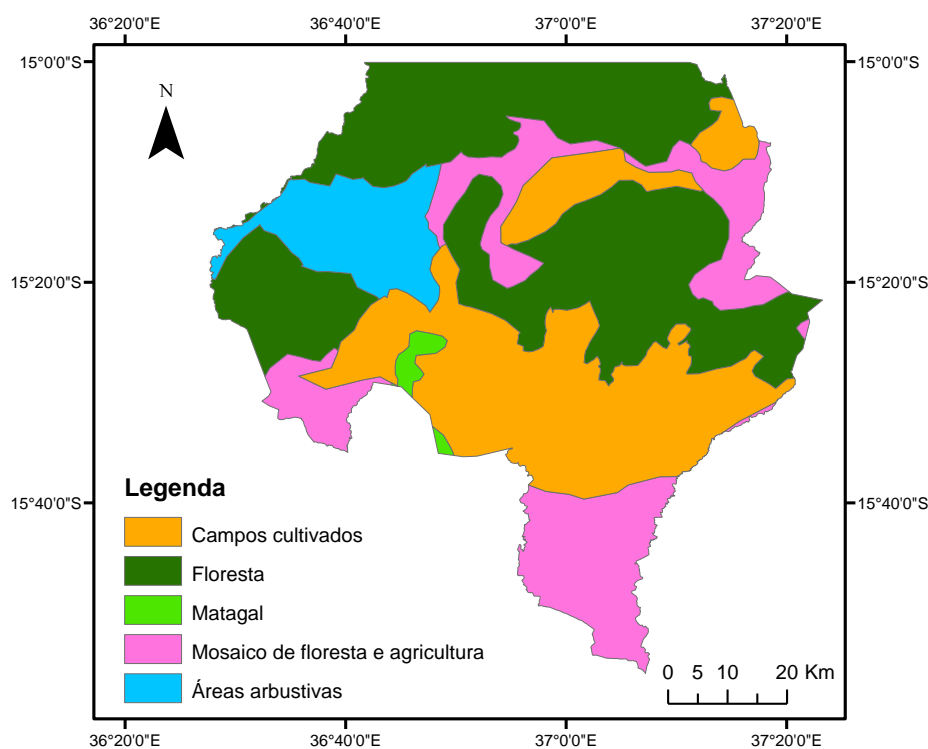 36°20'0"E 36°40'0"E 37°0'0"E 37°20'0"E
15°0'0"S 15°0'0"S
N
15°20'0"S 15°20'0"S
Legenda
15°40'0"S 15°40'0"S
Campos cultivados
Floresta
Matagal
Mosaico de floresta e agricultura
Áreas arbustivas
0 5 10 20 Km
36°20'0"E 36°40'0"E 37°0'0"E 37°20'0"E